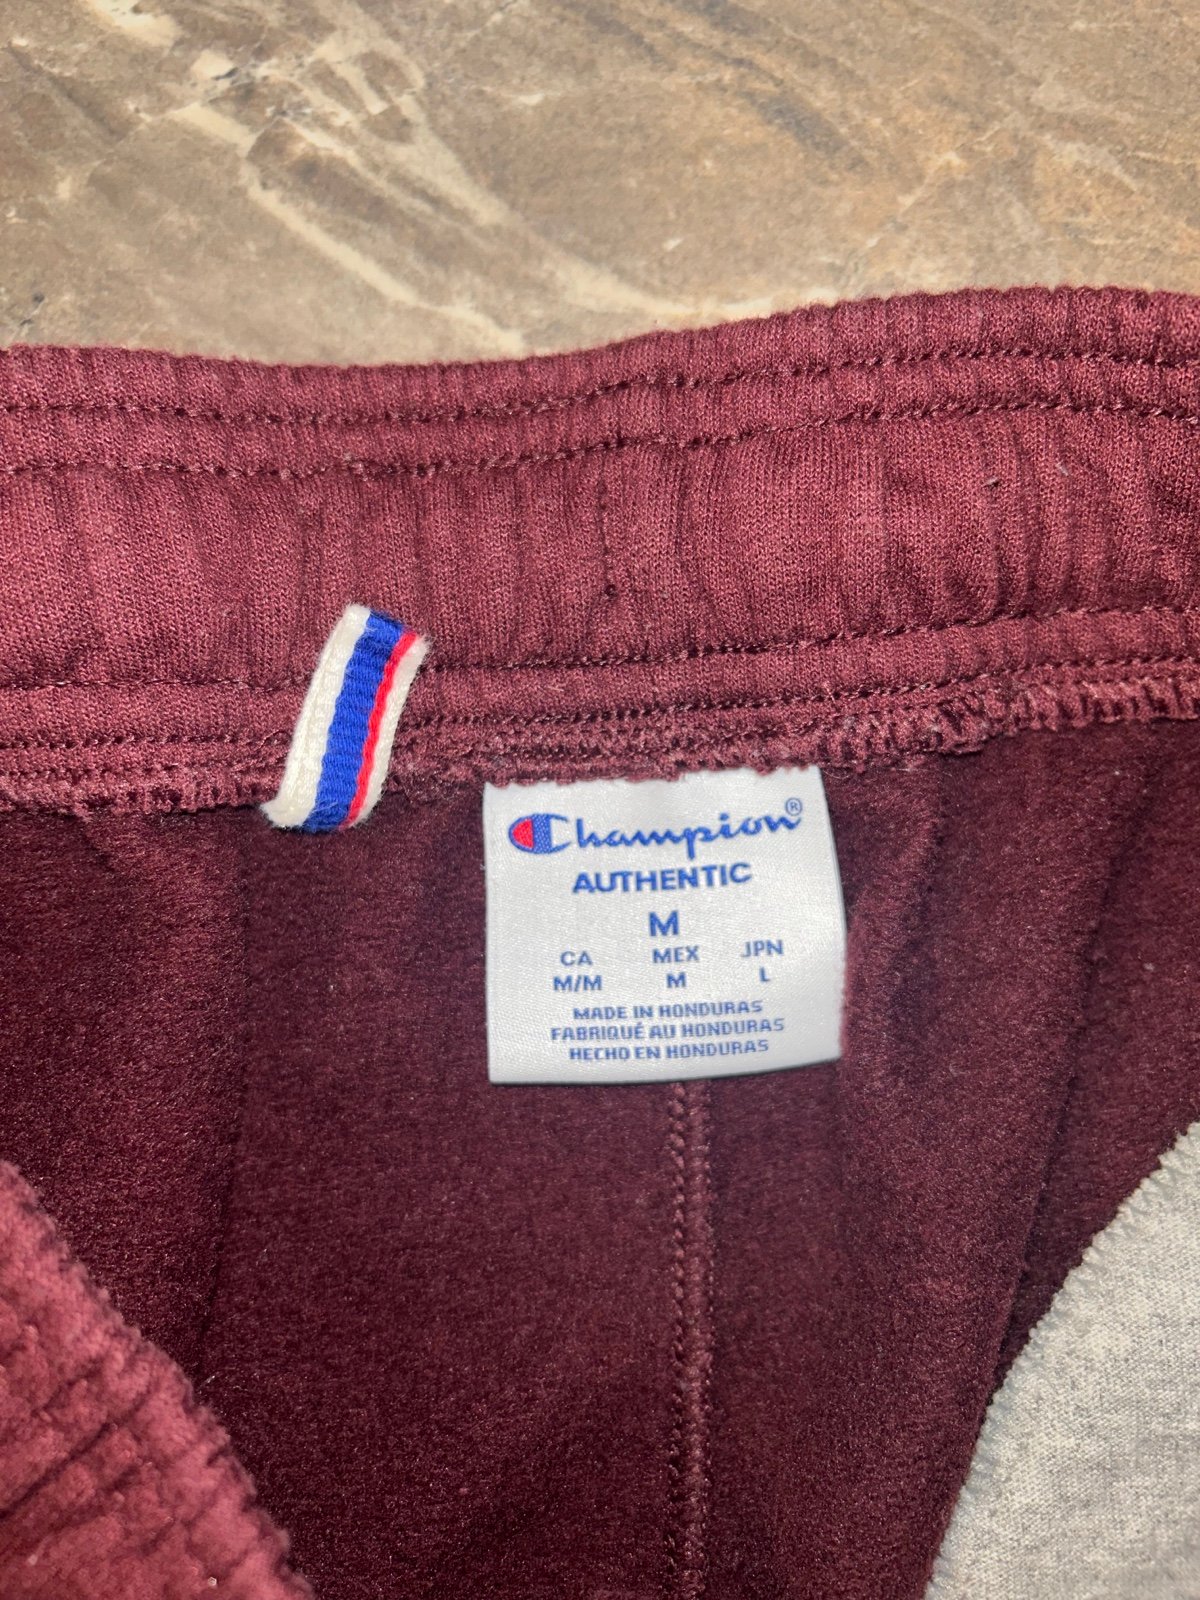 Champion®
AUTHENTIC
M
CA MEX JPN
M/M M L
MADE IN HONDURAS
FABRIQUÉ AU HONDURAS
HECHO EN HONDURAS